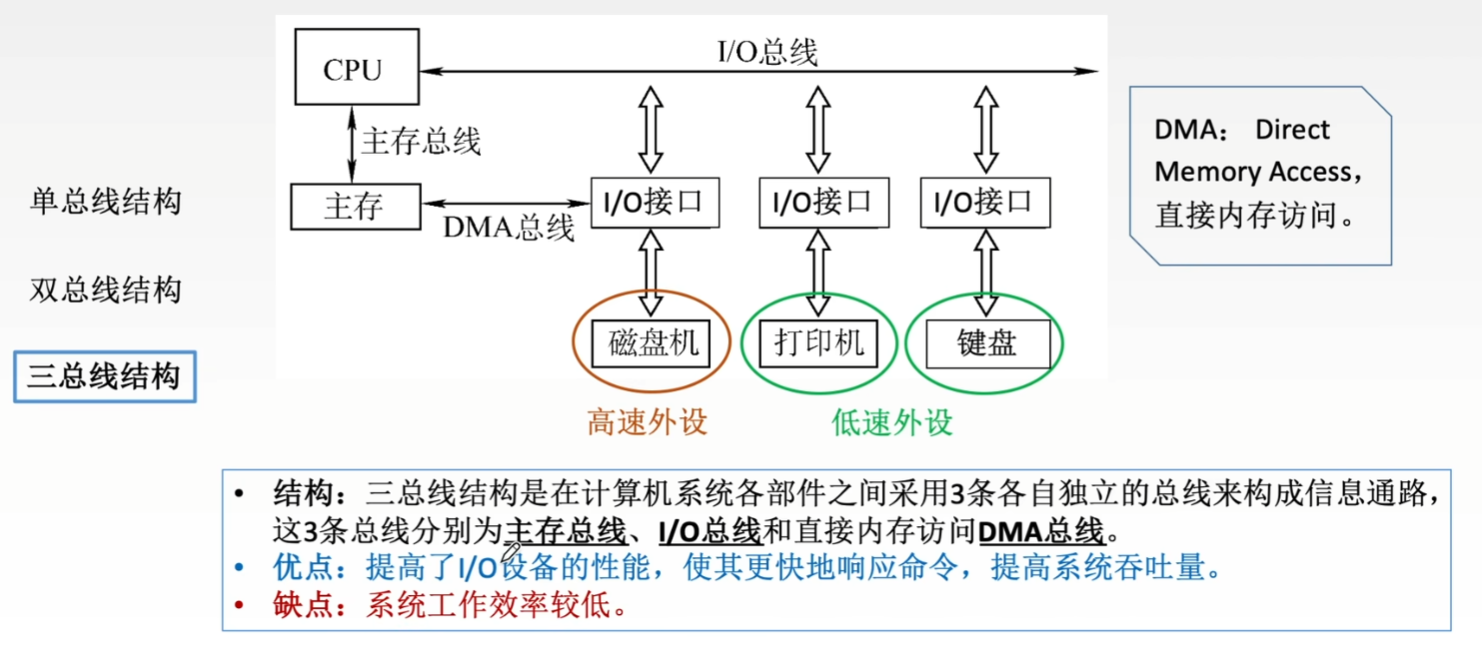 单总线结构
双总线结构
三总线结构
CPU
I/O总线
主存总线
主存
DMA总线
I/O接口
I/O接口
I/O接口
磁盘机
打印机
键盘
高速外设
低速外设
DMA： Direct
Memory Access，
直接内存访问。
• 结构：三总线结构是在计算机系统各部件之间采用3条各自独立的总线来构成信息通路，
这3条总线分别为主存总线、I/O总线和直接内存访问DMA总线。
• 优点：提高了I/O设备的性能，使其更快地响应命令，提高系统吞吐量。
• 缺点：系统工作效率较低。